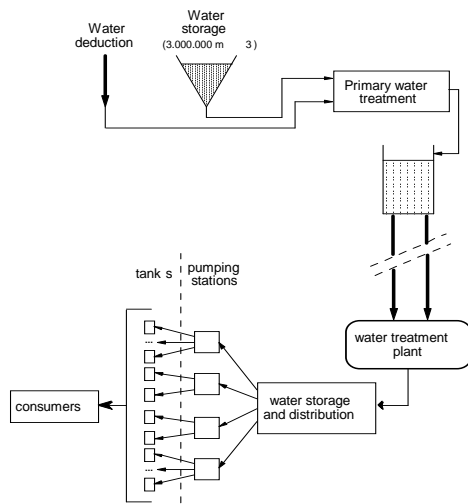 Water
deduction
Water
storage
(3.000.000 m 3 )
Primary water
treatment
tank s
pumping
stations
water treatment
plant
...
consumers
water storage
and distribution
...